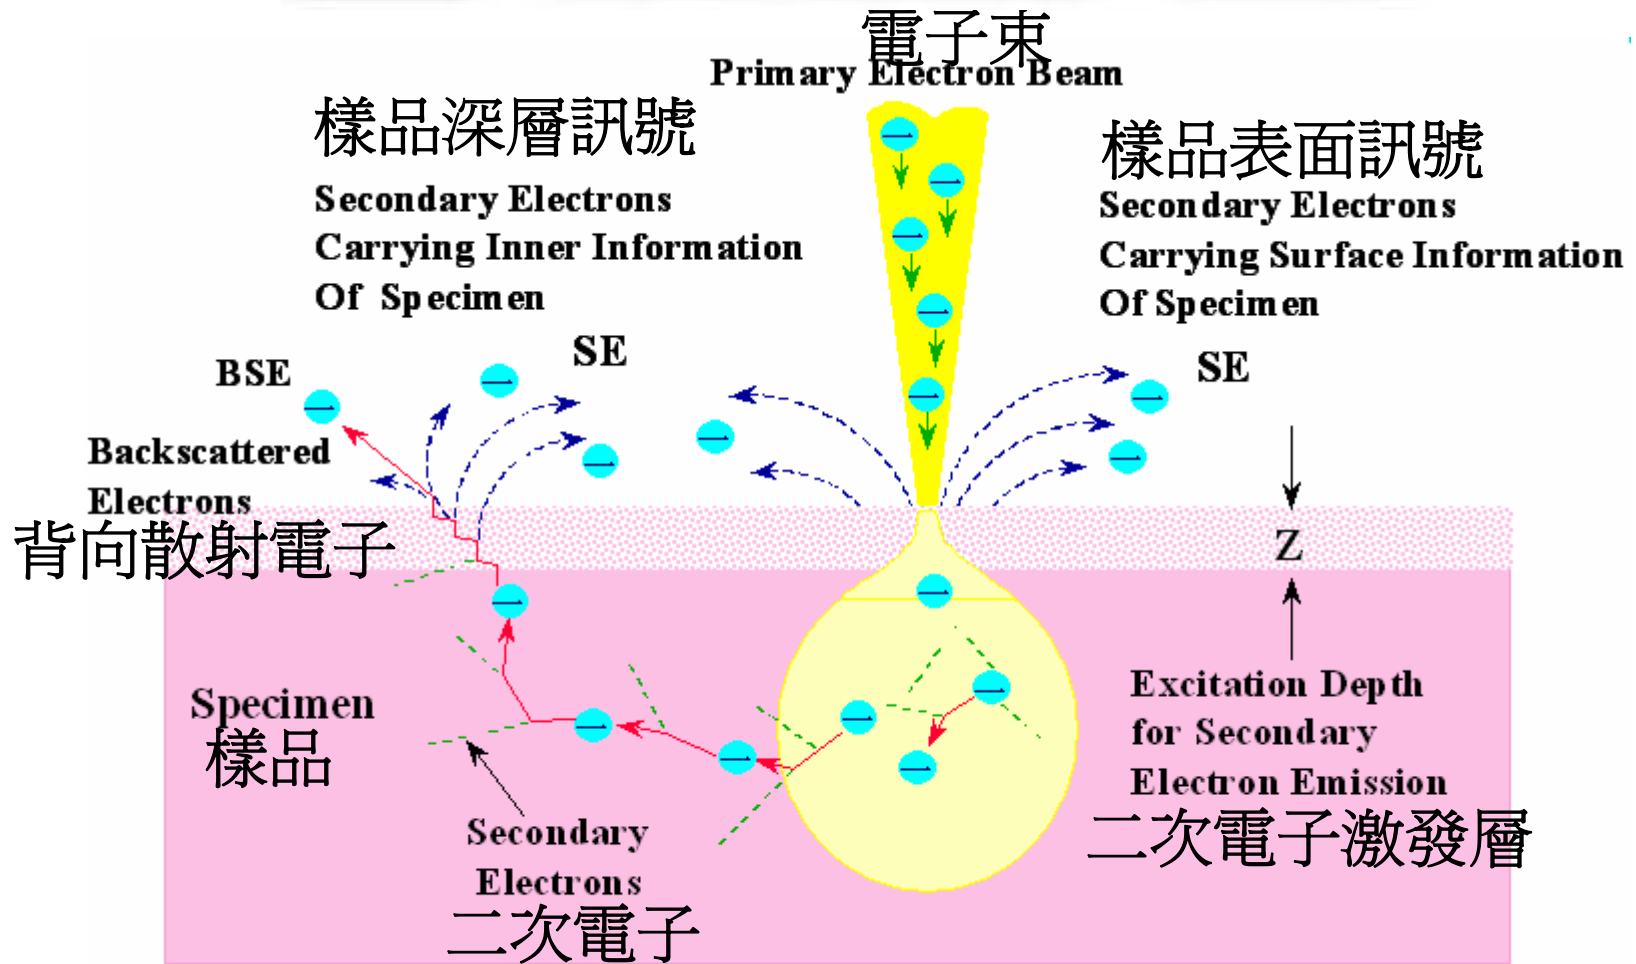 電子束
Primary Electron Beam
樣品深層訊號
Secondary Electrons
Carrying Inner Information
Of Specimen
樣品表面訊號
Secondary Electrons
Carrying Surface Information
Of Specimen
SE
BSE
SE
Backscattered
Electrons
背向散射電子
Z
Specimen
樣品
Excitation Depth
for Secondary
Electron Emission
二次電子激發層
Secondary
Electrons
二次電子